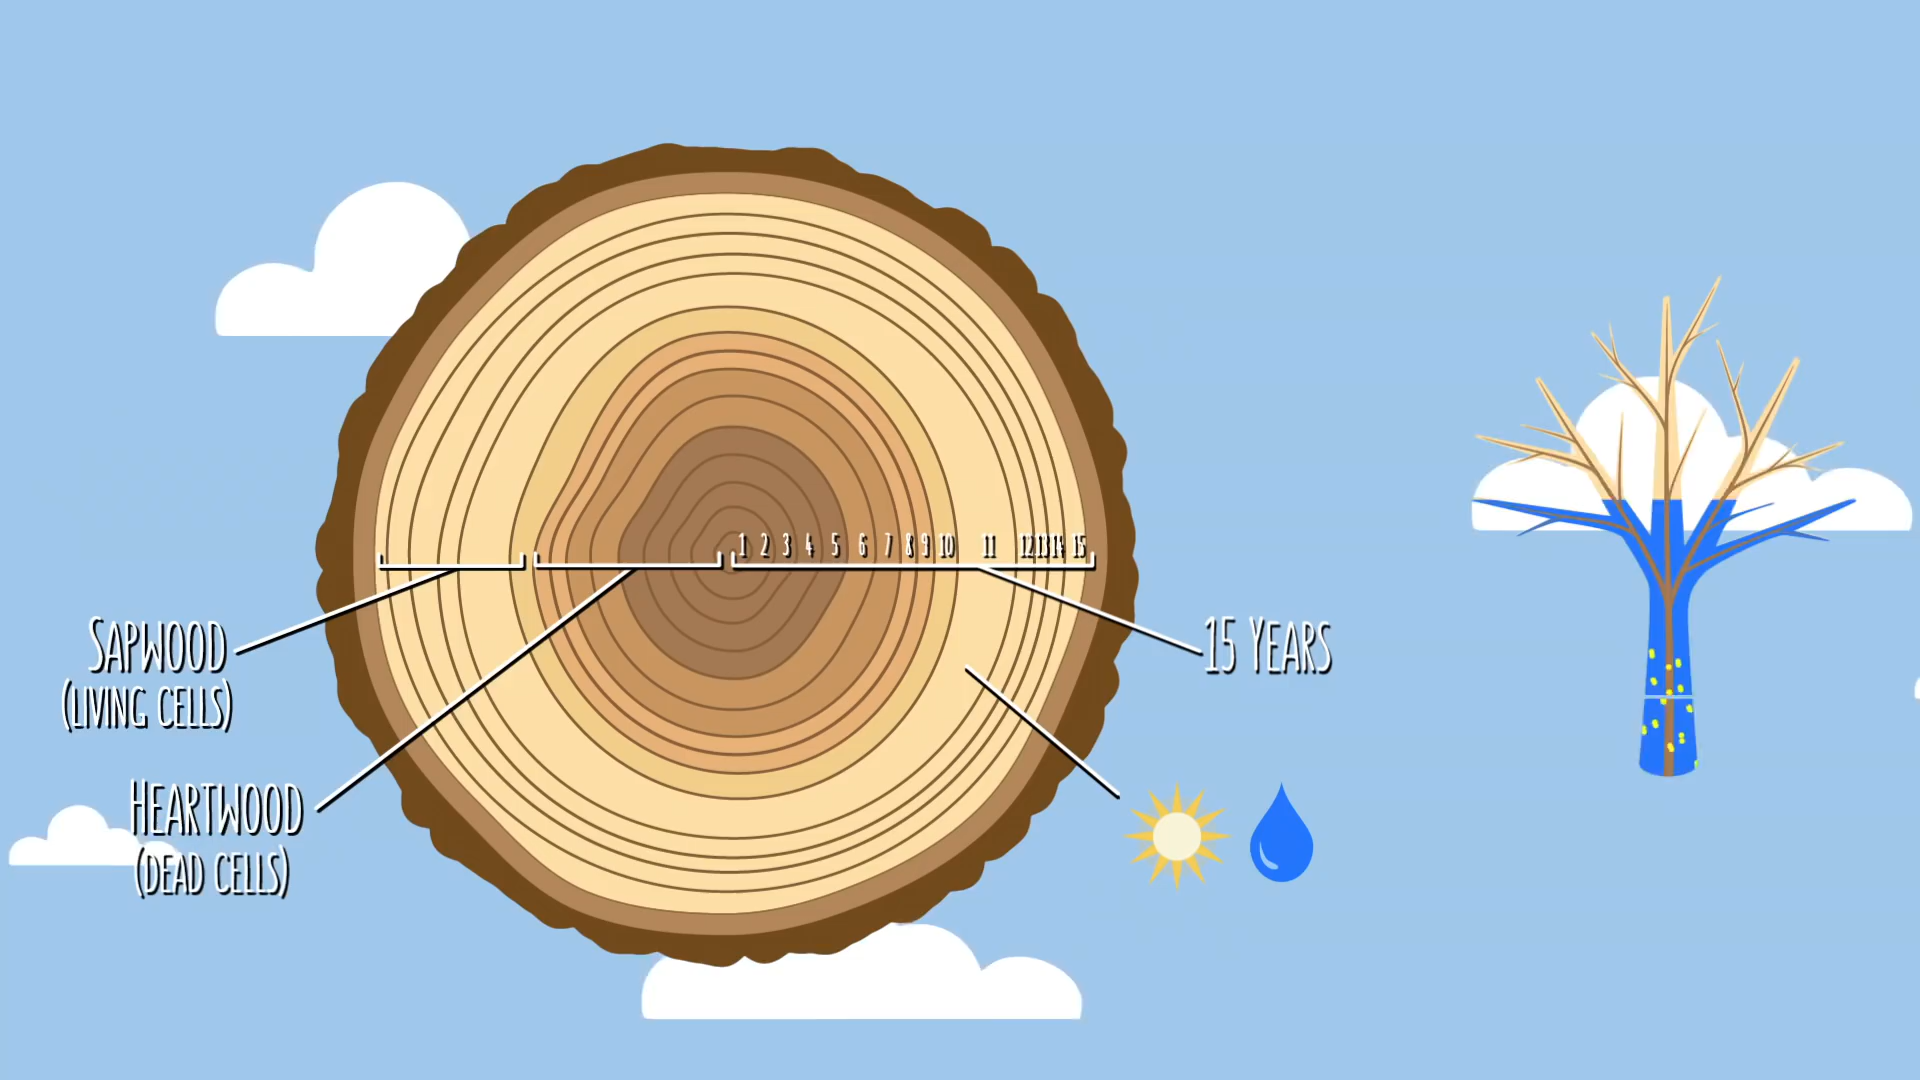 1 2 3 4 5 6 7 8 9 10 11 12 13 14 15
SAPWOOD
(LIVING CELLS)
15 YEARS
HEARTWOOD
(DEAD CELLS)